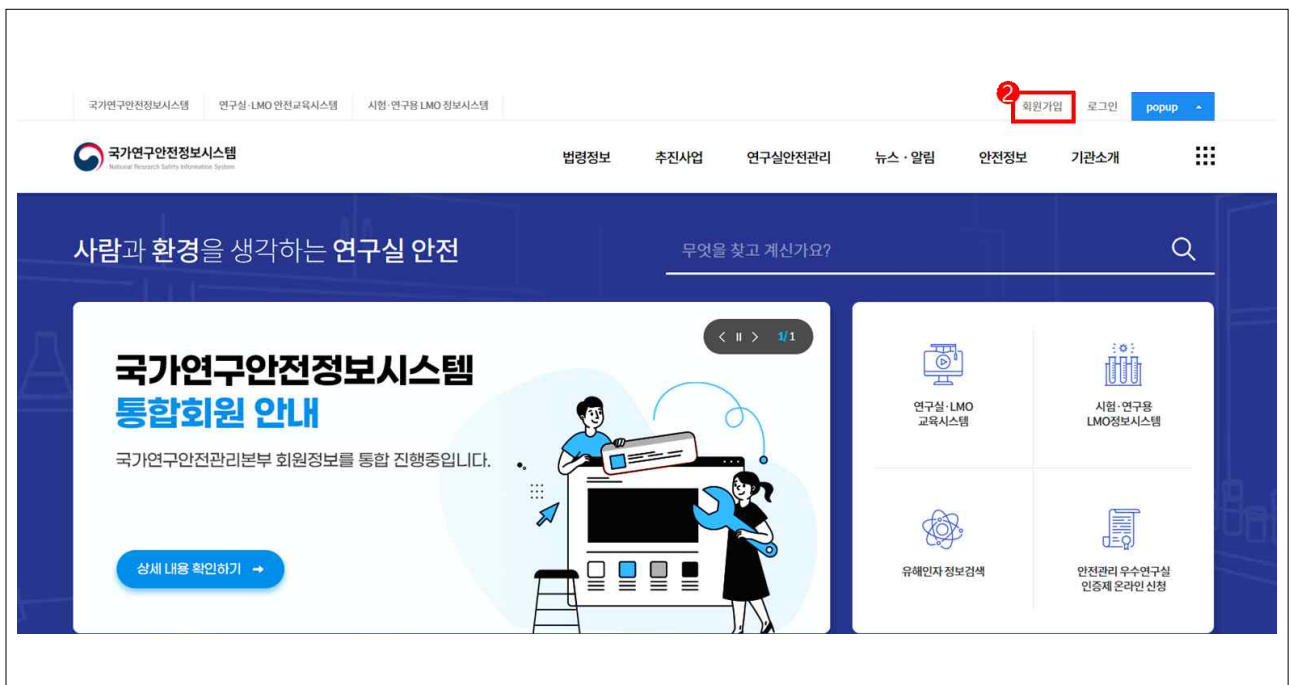 국가연구안전정보시스템 연구실·LMO 안전교육시스템 시험·연구용 LMO 정보시스템
2
회원가입 로그인 popup
국가연구안전정보시스템
National Research Safety Information System
법령정보 추진사업 연구실안전관리 뉴스·알림 안전정보 기관소개
사람과 환경을 생각하는 연구실 안전
무엇을 찾고 계신가요?
1/1
국가연구안전정보시스템
통합회원 안내
국가연구안전관리본부 회원정보를 통합 진행중입니다.
상세 내용 확인하기 →
연구실·LMO
교육시스템
시험·연구용
LMO정보시스템
유해인자 정보검색
안전관리 우수연구실
인증제 온라인 신청